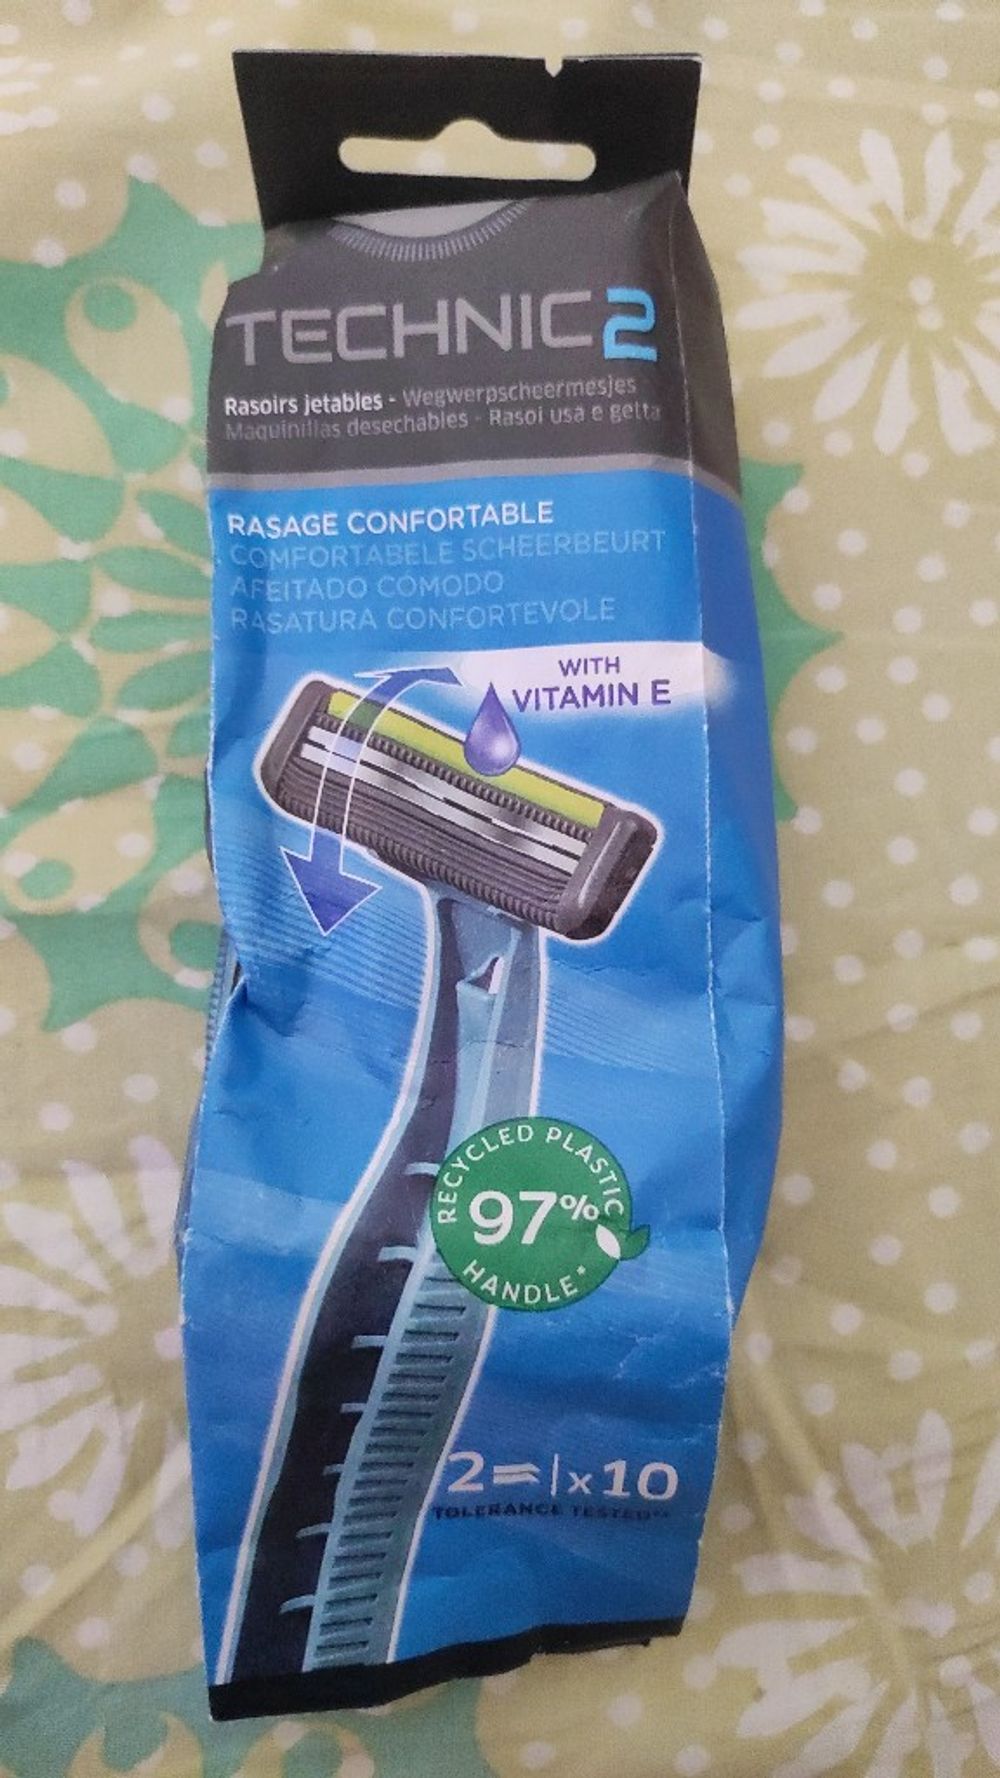 TECHNIC2
Rasoirs jetables - Wegwerpscheermesjes
Maquinillas desechables - Rasoi usa e getta
RASAGE CONFORTABLE
COMFORTABELE SCHEERBEURT
AFEITADO CÓMODO
RASATURA CONFORTEVOLE
WITH
VITAMIN E
RECYCLED PLASTIC
97%
HANDLE*
2 x10
TOLERANCE TESTED**